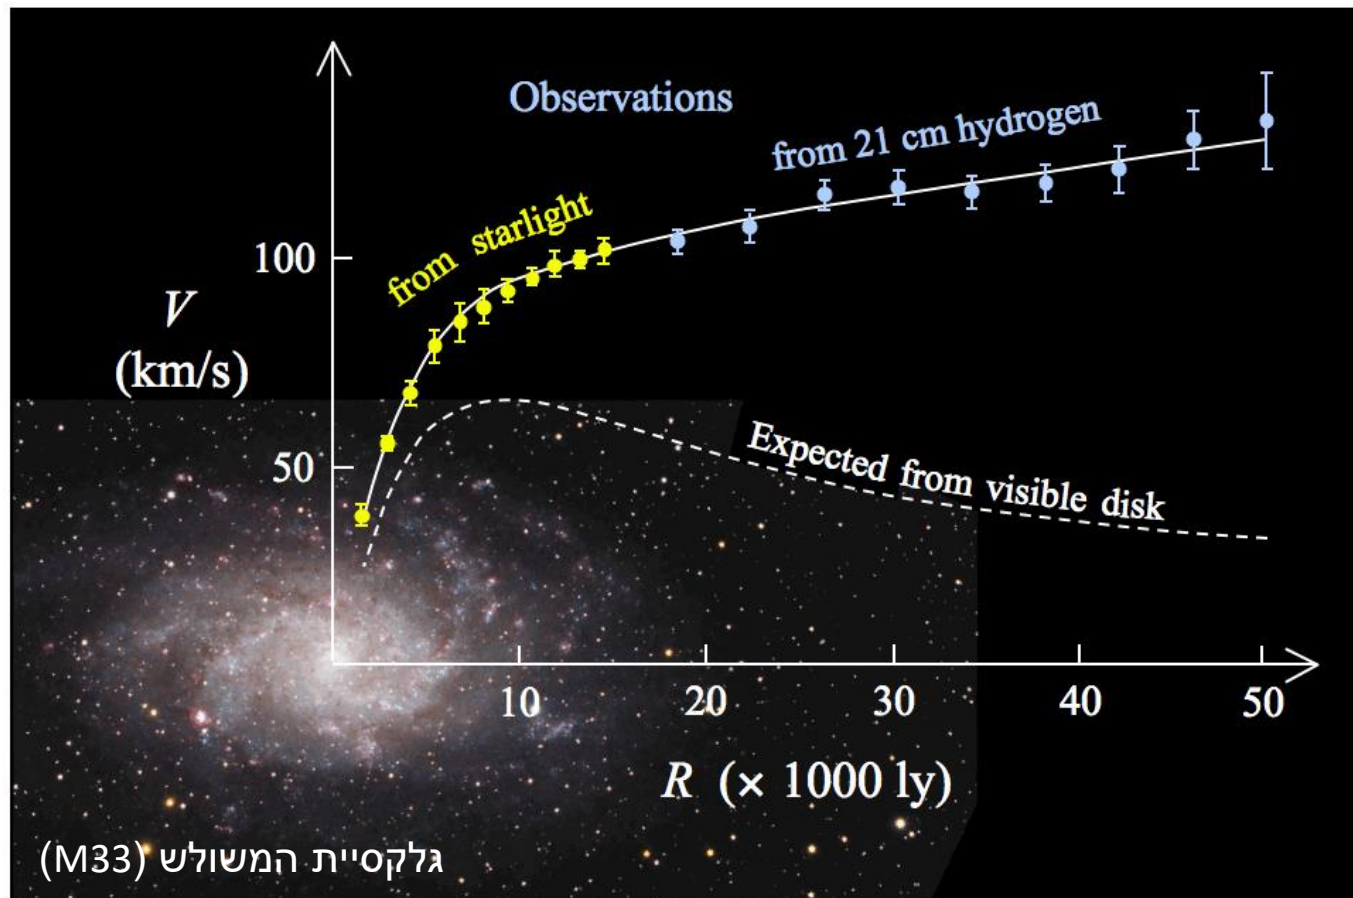 Observations
from 21 cm hydrogen
from starlight
100
V
(km/s)
50
Expected from visible disk
10 20 30 40 50
R (× 1000 ly)
גלקסיית המשולש (M33)